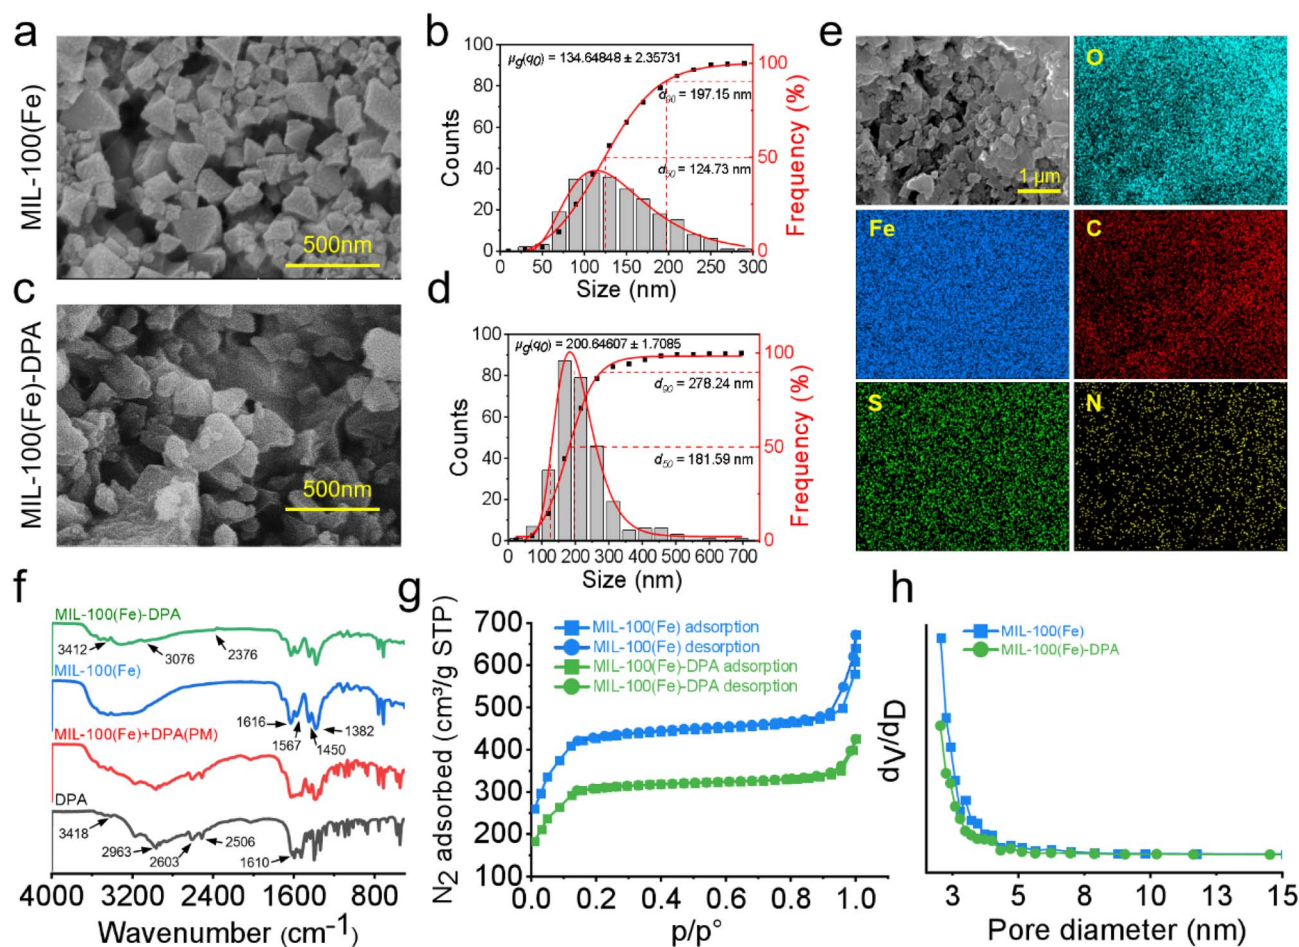 a
MIL-100(Fe)
500nm
b
μg(q0) = 134.64848 ± 2.35731
d90 = 197.15 nm
d50 = 124.73 nm
100
80
60
40
20
0
Counts
100
50
0
Frequency (%)
0 50 100 150 200 250 300
Size (nm)
c
MIL-100(Fe)-DPA
500nm
d
μg(q0) = 200.64607 ± 1.7085
d90 = 278.24 nm
d50 = 181.59 nm
100
80
60
40
20
0
Counts
100
50
0
Frequency (%)
0 100 200 300 400 500 600 700
Size (nm)
e
1 μm
O
Fe
C
S
N
f
MIL-100(Fe)-DPA
3412
3076
2376
MIL-100(Fe)
1616
1567
1450
1382
MIL-100(Fe)+DPA(PM)
DPA
3418
2963
2603
2506
1610
4000 3200 2400 1600 800
Wavenumber (cm-1)
g
MIL-100(Fe) adsorption
MIL-100(Fe) desorption
MIL-100(Fe)-DPA adsorption
MIL-100(Fe)-DPA desorption
700
600
500
400
300
200
100
N2 adsorbed (cm³/g STP)
0.0 0.2 0.4 0.6 0.8 1.0
p/p°
h
MIL-100(Fe)
MIL-100(Fe)-DPA
dV/dD
3 5 8 10 13 15
Pore diameter (nm)